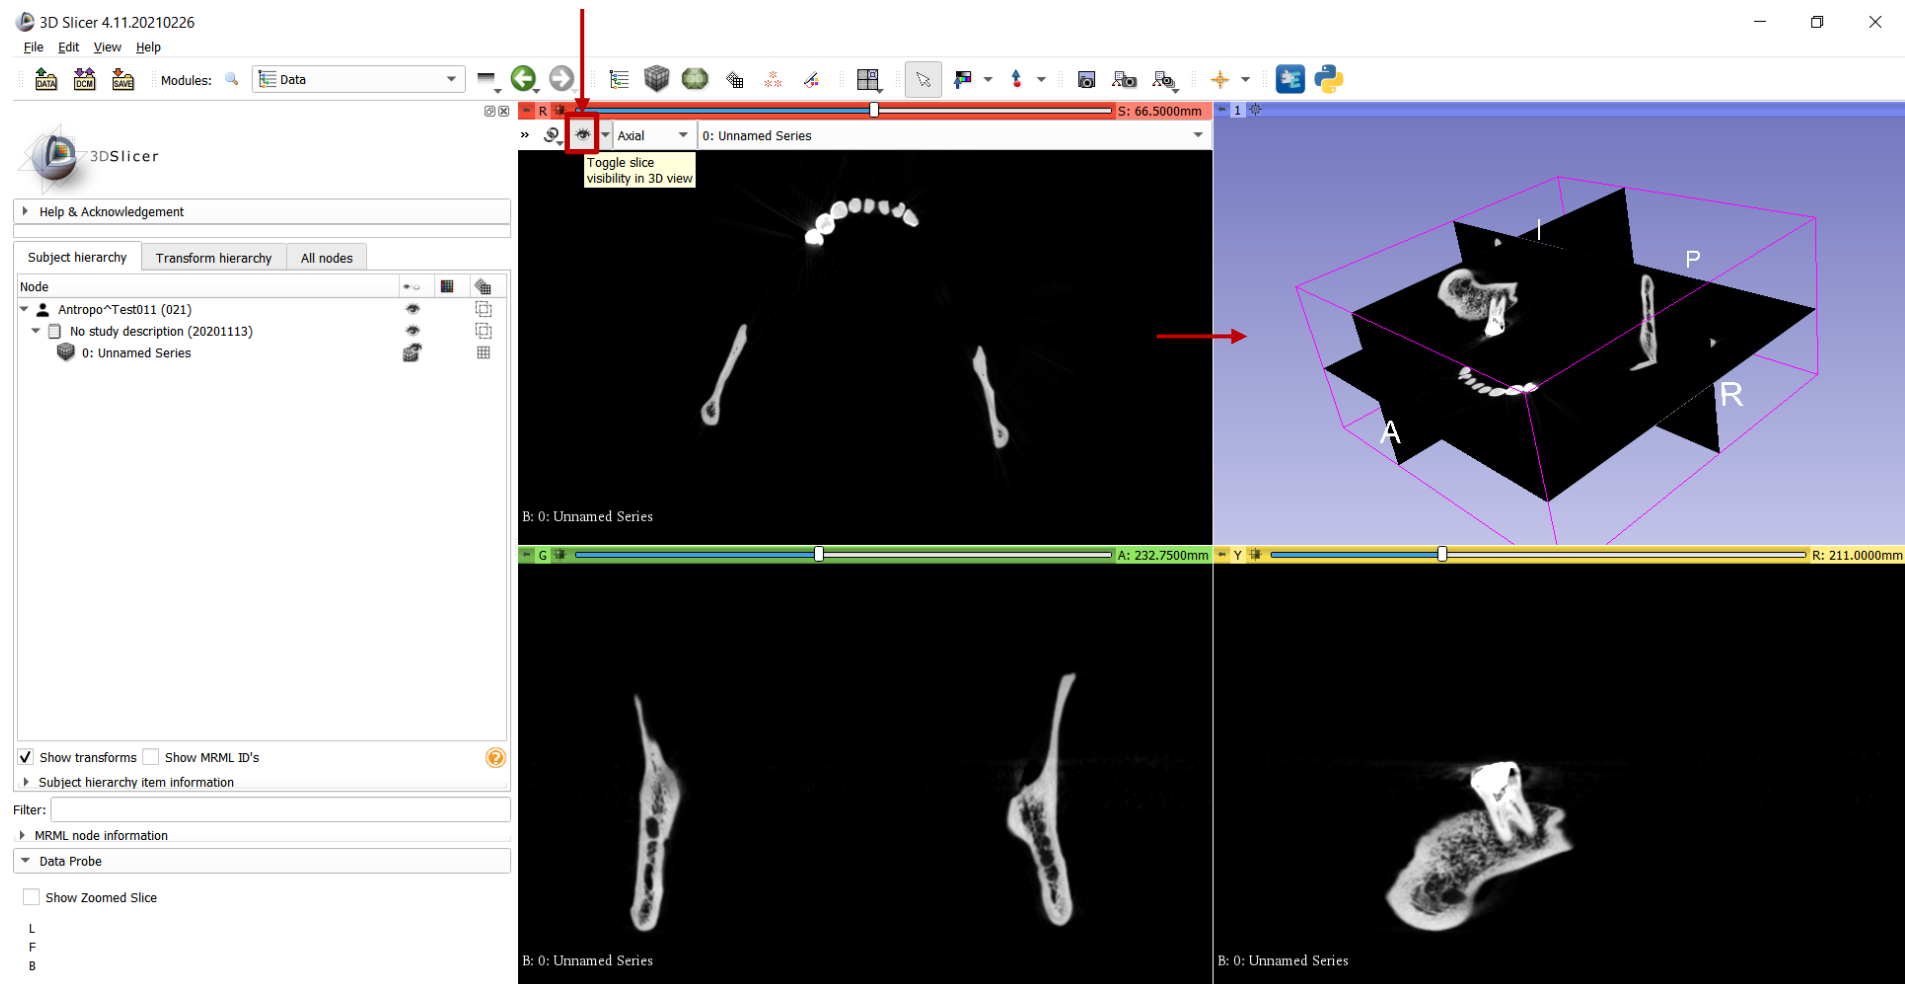 3D Slicer 4.11.20210226
File Edit View Help
DATA DCM SAVE Modules: Data
R S: 66.5000mm
1
Axial 0: Unnamed Series
Toggle slice
visibility in 3D view
3DSlicer
Help & Acknowledgement
Subject hierarchy Transform hierarchy All nodes
Node
Antropo^Test011 (021)
No study description (20201113)
0: Unnamed Series
I
P
R
A
B: 0: Unnamed Series
G A: 232.7500mm
Y R: 211.0000mm
Show transforms Show MRML ID's
Subject hierarchy item information
Filter:
MRML node information
Data Probe
Show Zoomed Slice
L
F
B
B: 0: Unnamed Series
B: 0: Unnamed Series